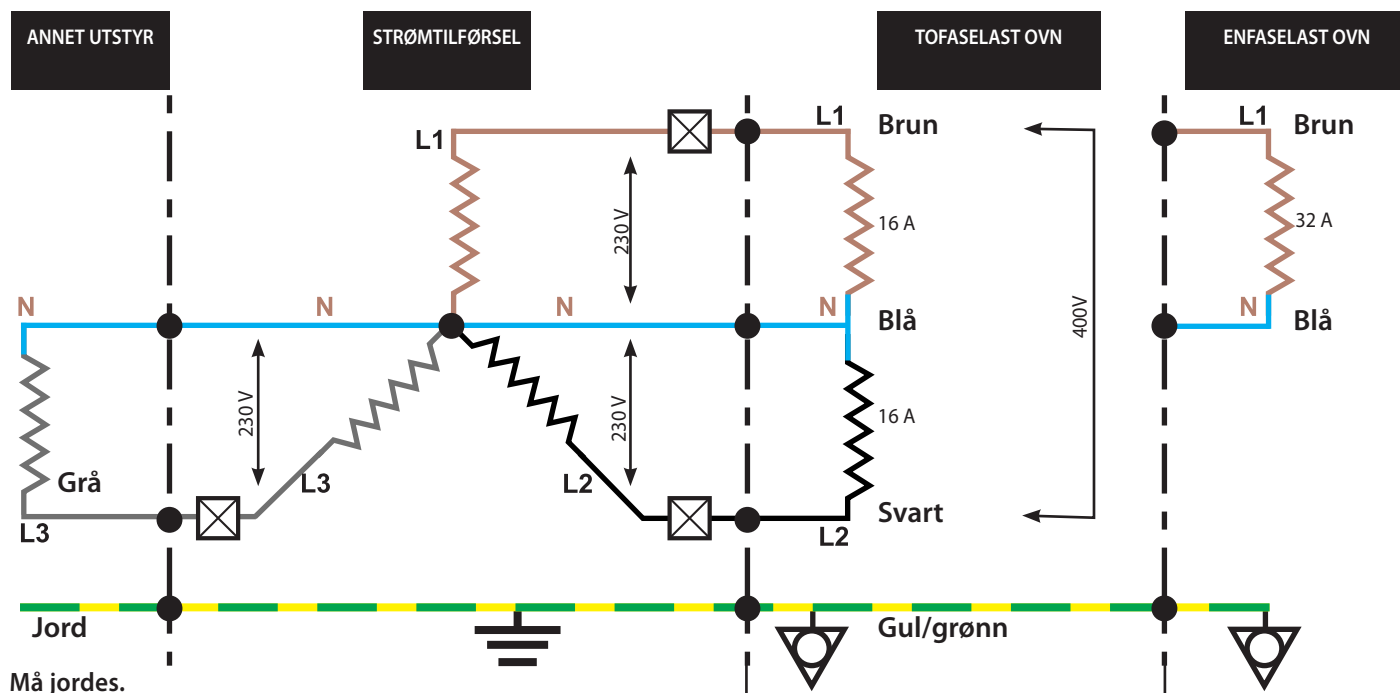 ANNET UTSTYR
STRØMTILFØRSEL
TOFASELAST OVN
ENFASELAST OVN
L1
L1
Brun
L1
Brun
230 V
16 A
32 A
400V
N
N
N
N
Blå
N
Blå
230 V
230 V
16 A
Grå
L3
L2
L3
L2
Svart
Jord
Gul/grønn
Må jordes.